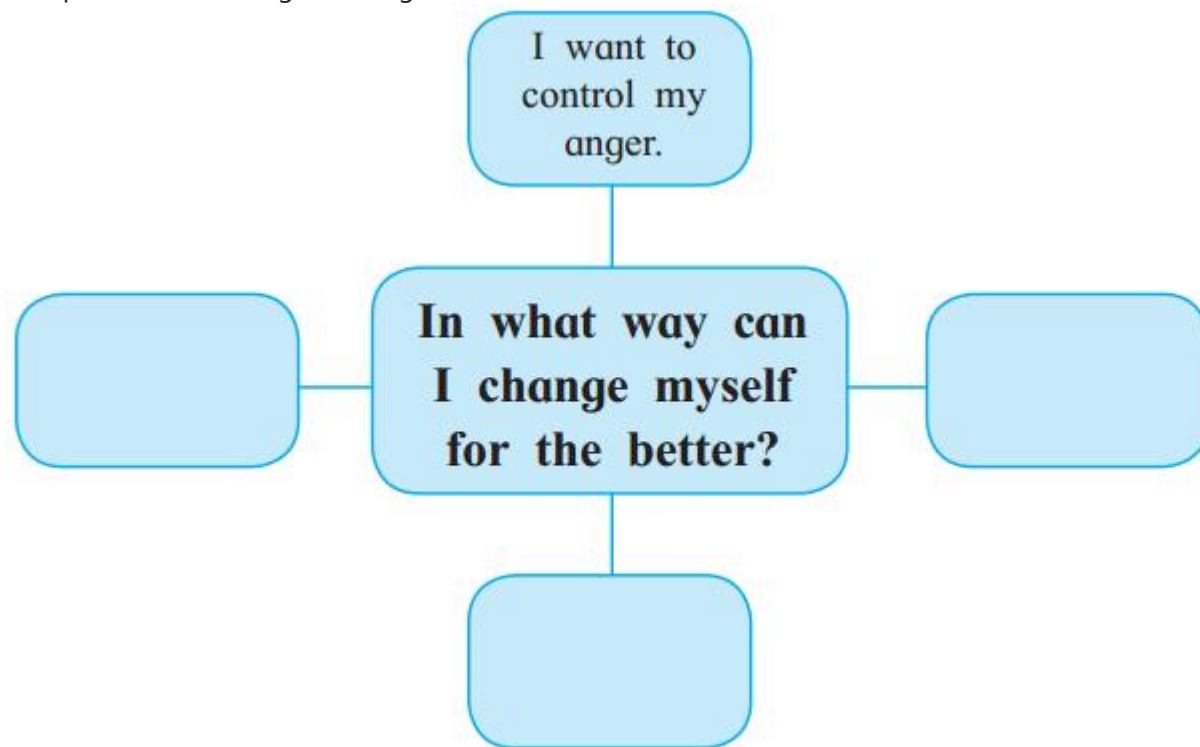 I want to
control my
anger.
In what way can
I change myself
for the better?